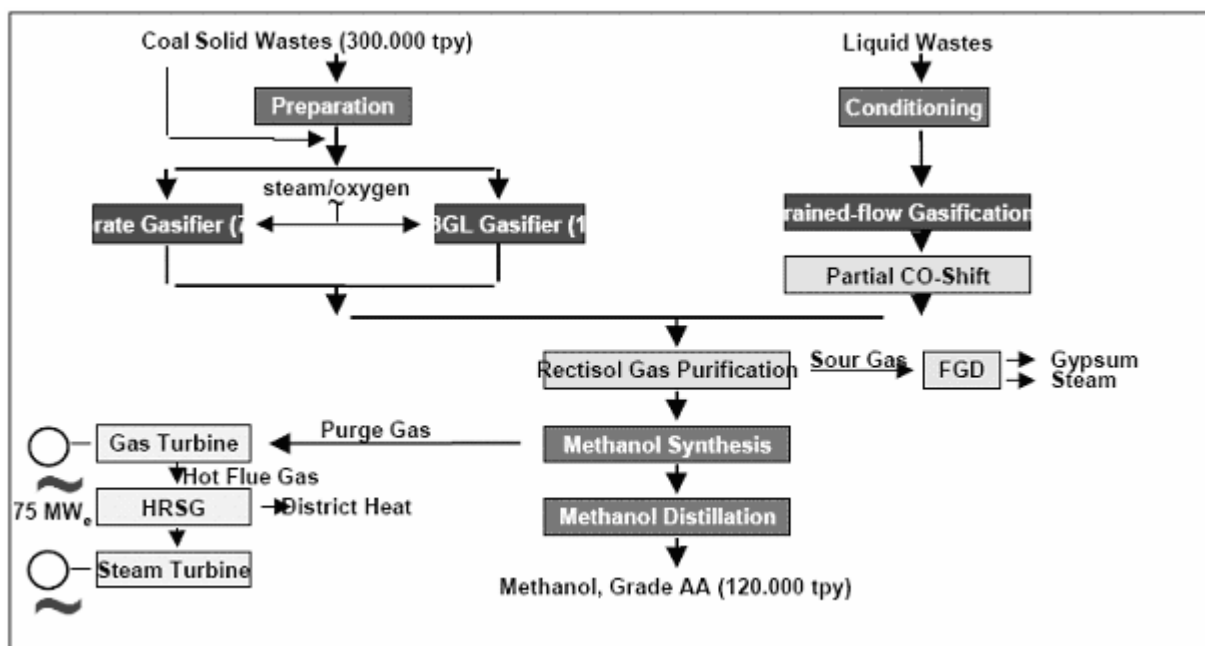 Coal Solid Wastes (300.000 tpy)
Liquid Wastes
Preparation
Conditioning
steam/oxygen
rate Gasifier (7
BGL Gasifier (1
rained-flow Gasification
Partial CO-Shift
Rectisol Gas Purification
Sour Gas
FGD
Gypsum
Steam
Purge Gas
Gas Turbine
Methanol Synthesis
Hot Flue Gas
75 MWe
HRSG
District Heat
Methanol Distillation
Steam Turbine
Methanol, Grade AA (120.000 tpy)